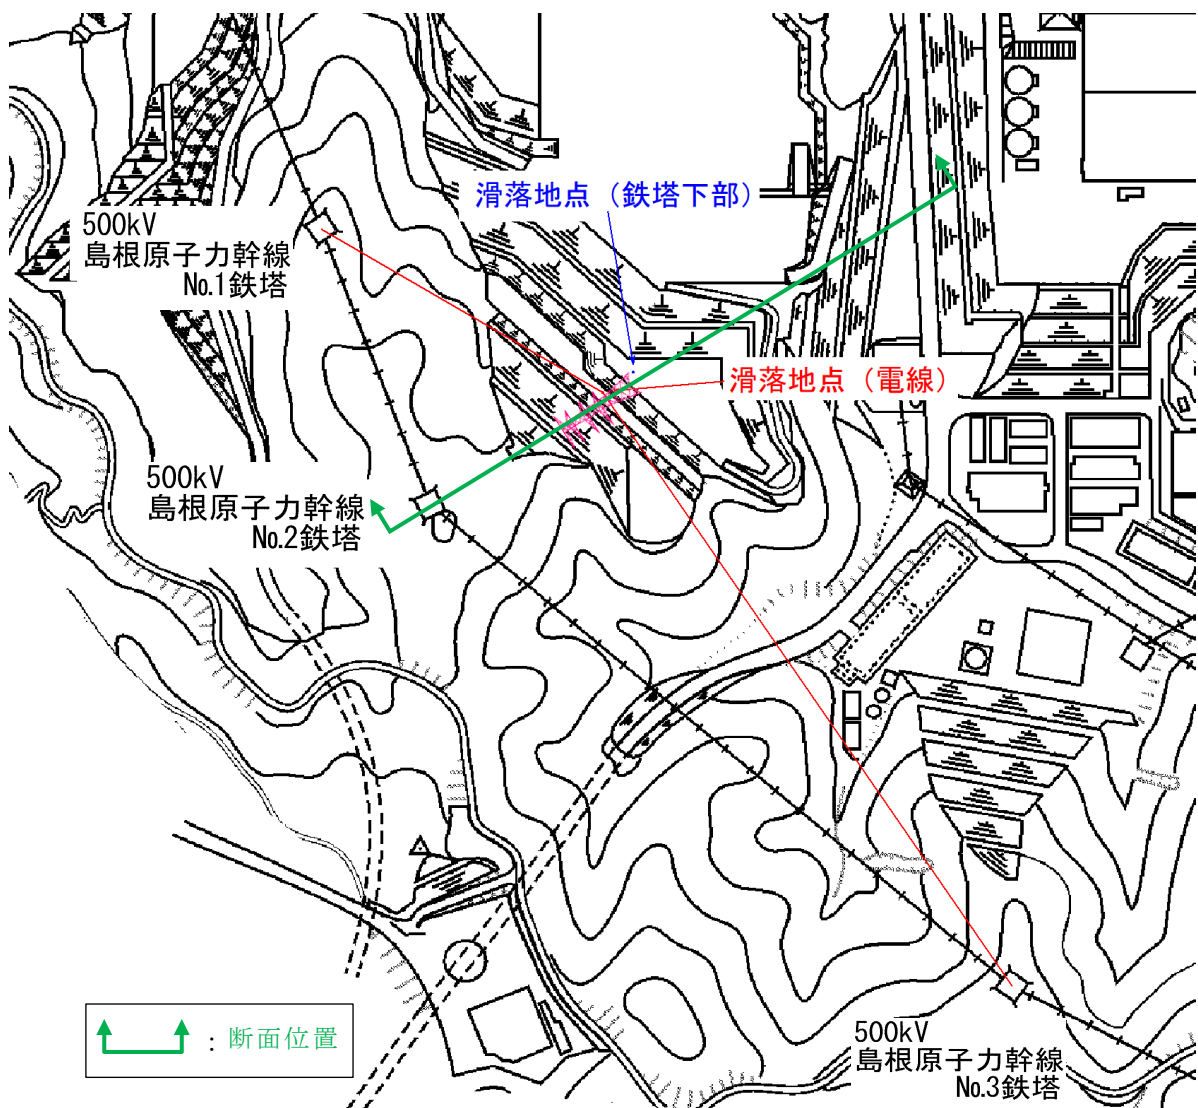 滑落地点（鉄塔下部）
500kV
島根原子力幹線
No.1鉄塔
滑落地点（電線）
500kV
島根原子力幹線
No.2鉄塔
：断面位置
500kV
島根原子力幹線
No.3鉄塔